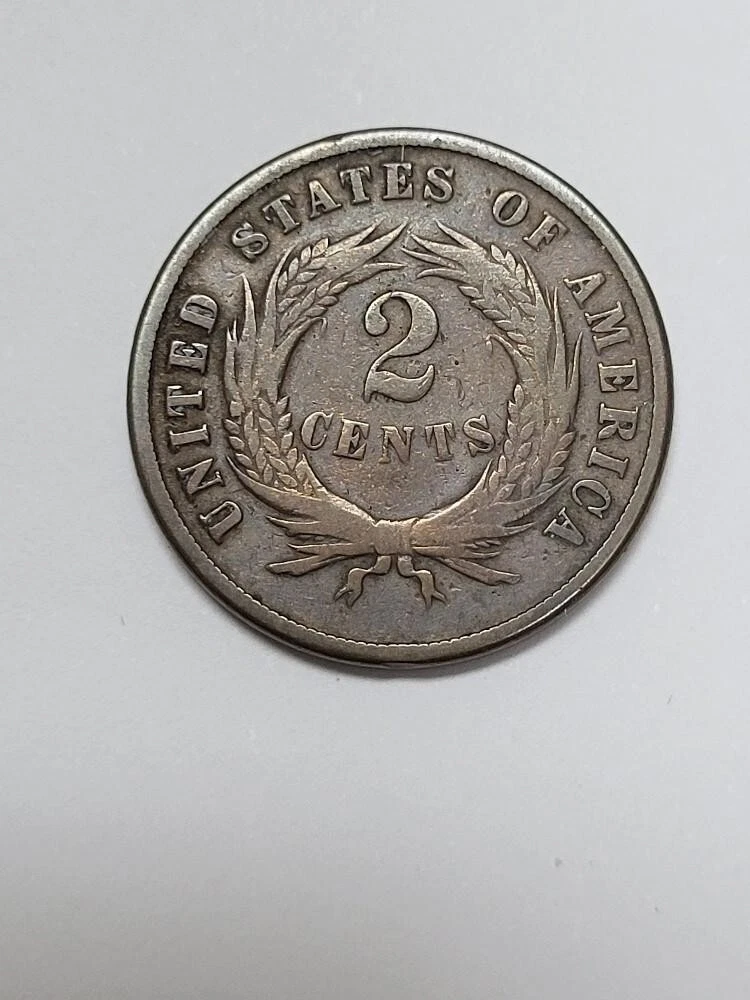 UNITED STATES OF AMERICA
2
CENTS